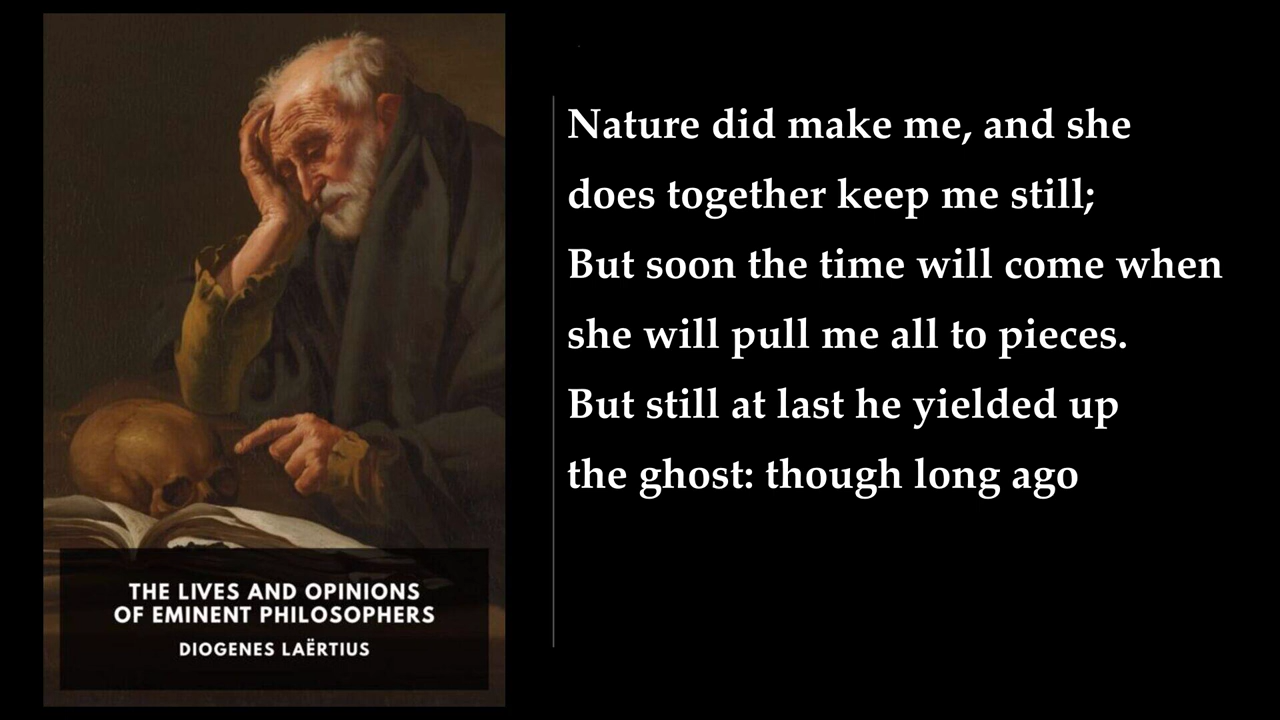 Nature did make me, and she
does together keep me still;
But soon the time will come when
she will pull me all to pieces.
But still at last he yielded up
the ghost: though long ago
THE LIVES AND OPINIONS
OF EMINENT PHILOSOPHERS
DIOGENES LAËRTIUS